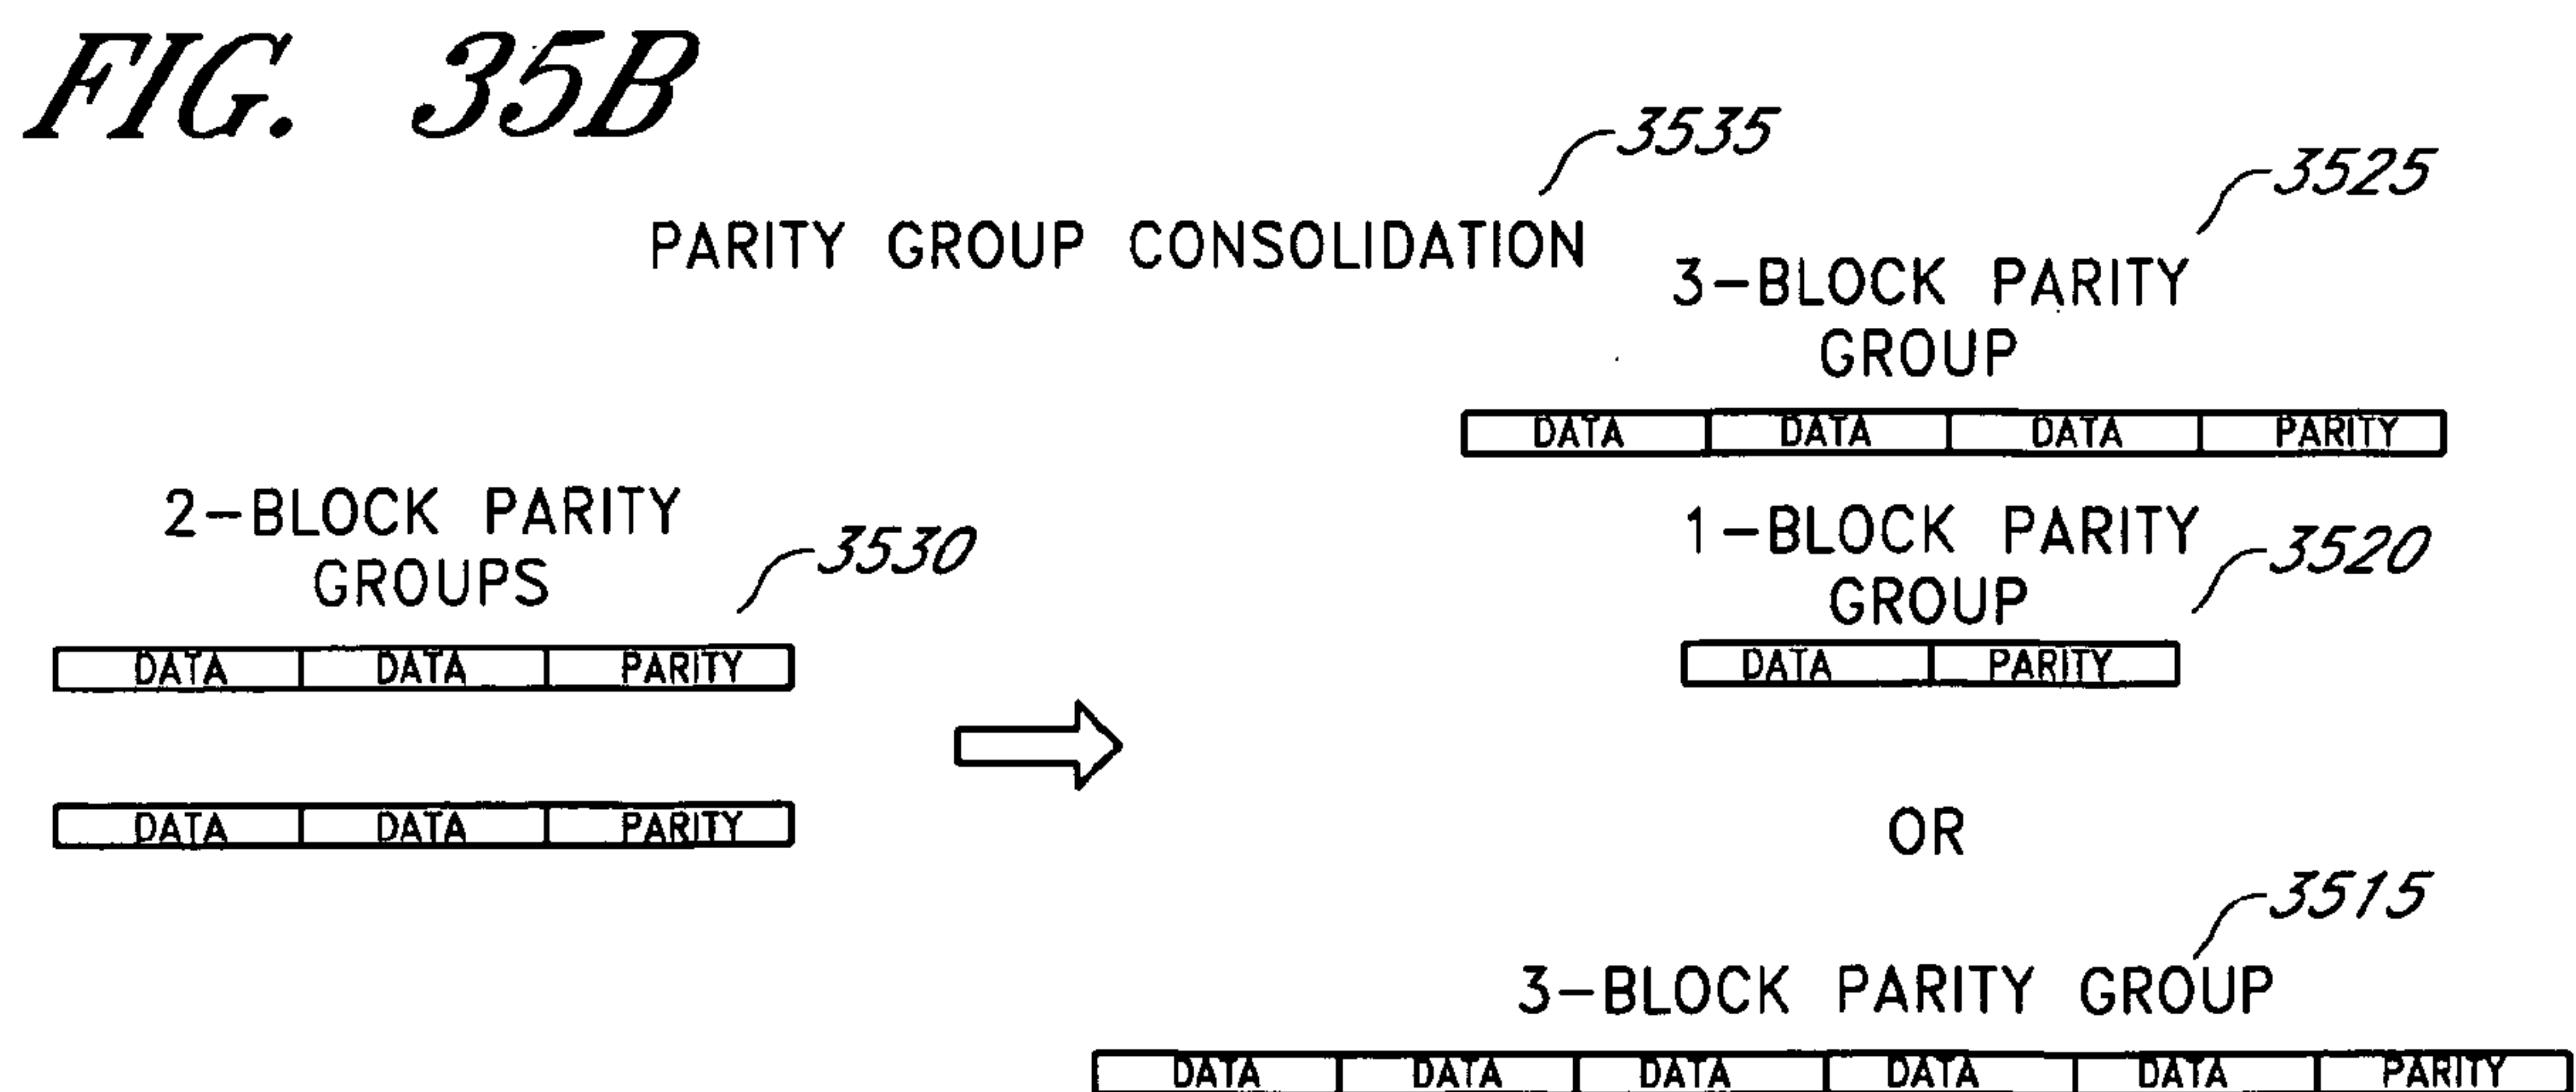 FIG. 35B
3535
PARITY GROUP CONSOLIDATION
3525
3-BLOCK PARITY
GROUP
DATA DATA DATA PARITY
2-BLOCK PARITY
GROUPS
3530
DATA DATA PARITY
DATA DATA PARITY
1-BLOCK PARITY
GROUP
3520
DATA PARITY
OR
3515
3-BLOCK PARITY GROUP
DATA DATA DATA DATA DATA PARITY